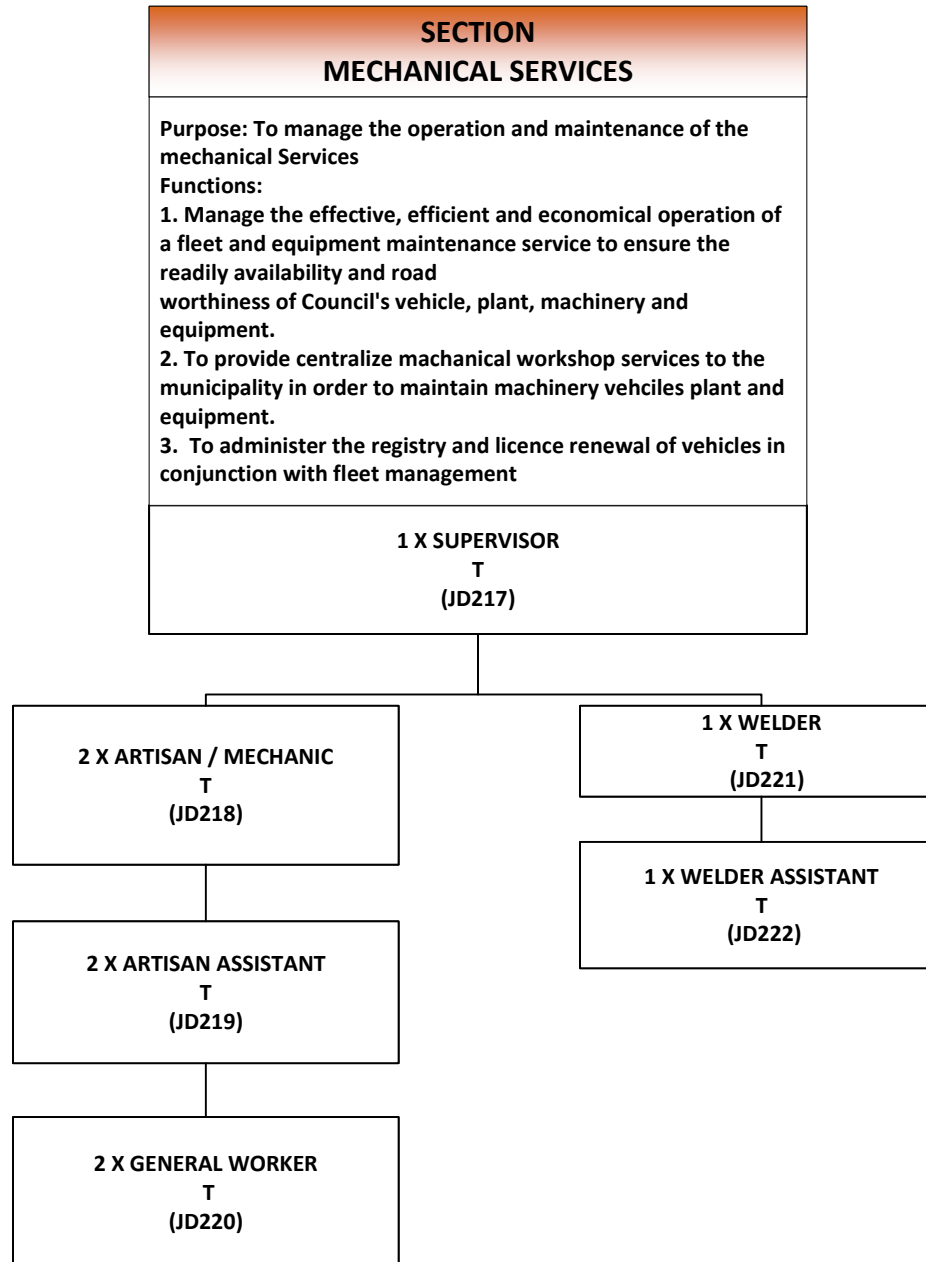 SECTION
MECHANICAL SERVICES
Purpose: To manage the operation and maintenance of the
mechanical Services
Functions:
1. Manage the effective, efficient and economical operation of
a fleet and equipment maintenance service to ensure the
readily availability and road
worthiness of Council's vehicle, plant, machinery and
equipment.
2. To provide centralize machanical workshop services to the
municipality in order to maintain machinery vehciles plant and
equipment.
3.  To administer the registry and licence renewal of vehicles in
conjunction with fleet management
1 X SUPERVISOR
T
(JD217)
2 X ARTISAN / MECHANIC
T
(JD218)
2 X ARTISAN ASSISTANT
T
(JD219)
2 X GENERAL WORKER
T
(JD220)
1 X WELDER
T
(JD221)
1 X WELDER ASSISTANT
T
(JD222)